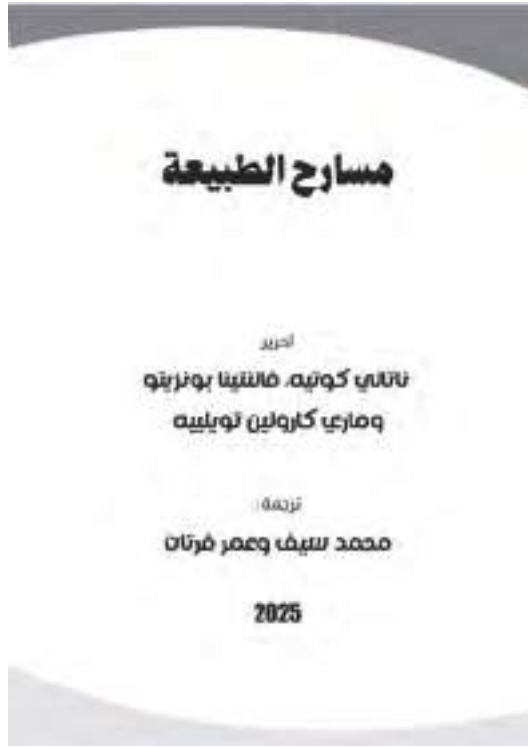 مسارح الطبيعة
تحرير
ناتالي كوتيه، فالنتينا بونزيتو
وماري كارولين تويلييه
ترجمة:
محمد سيف وعمر فرتات
2025